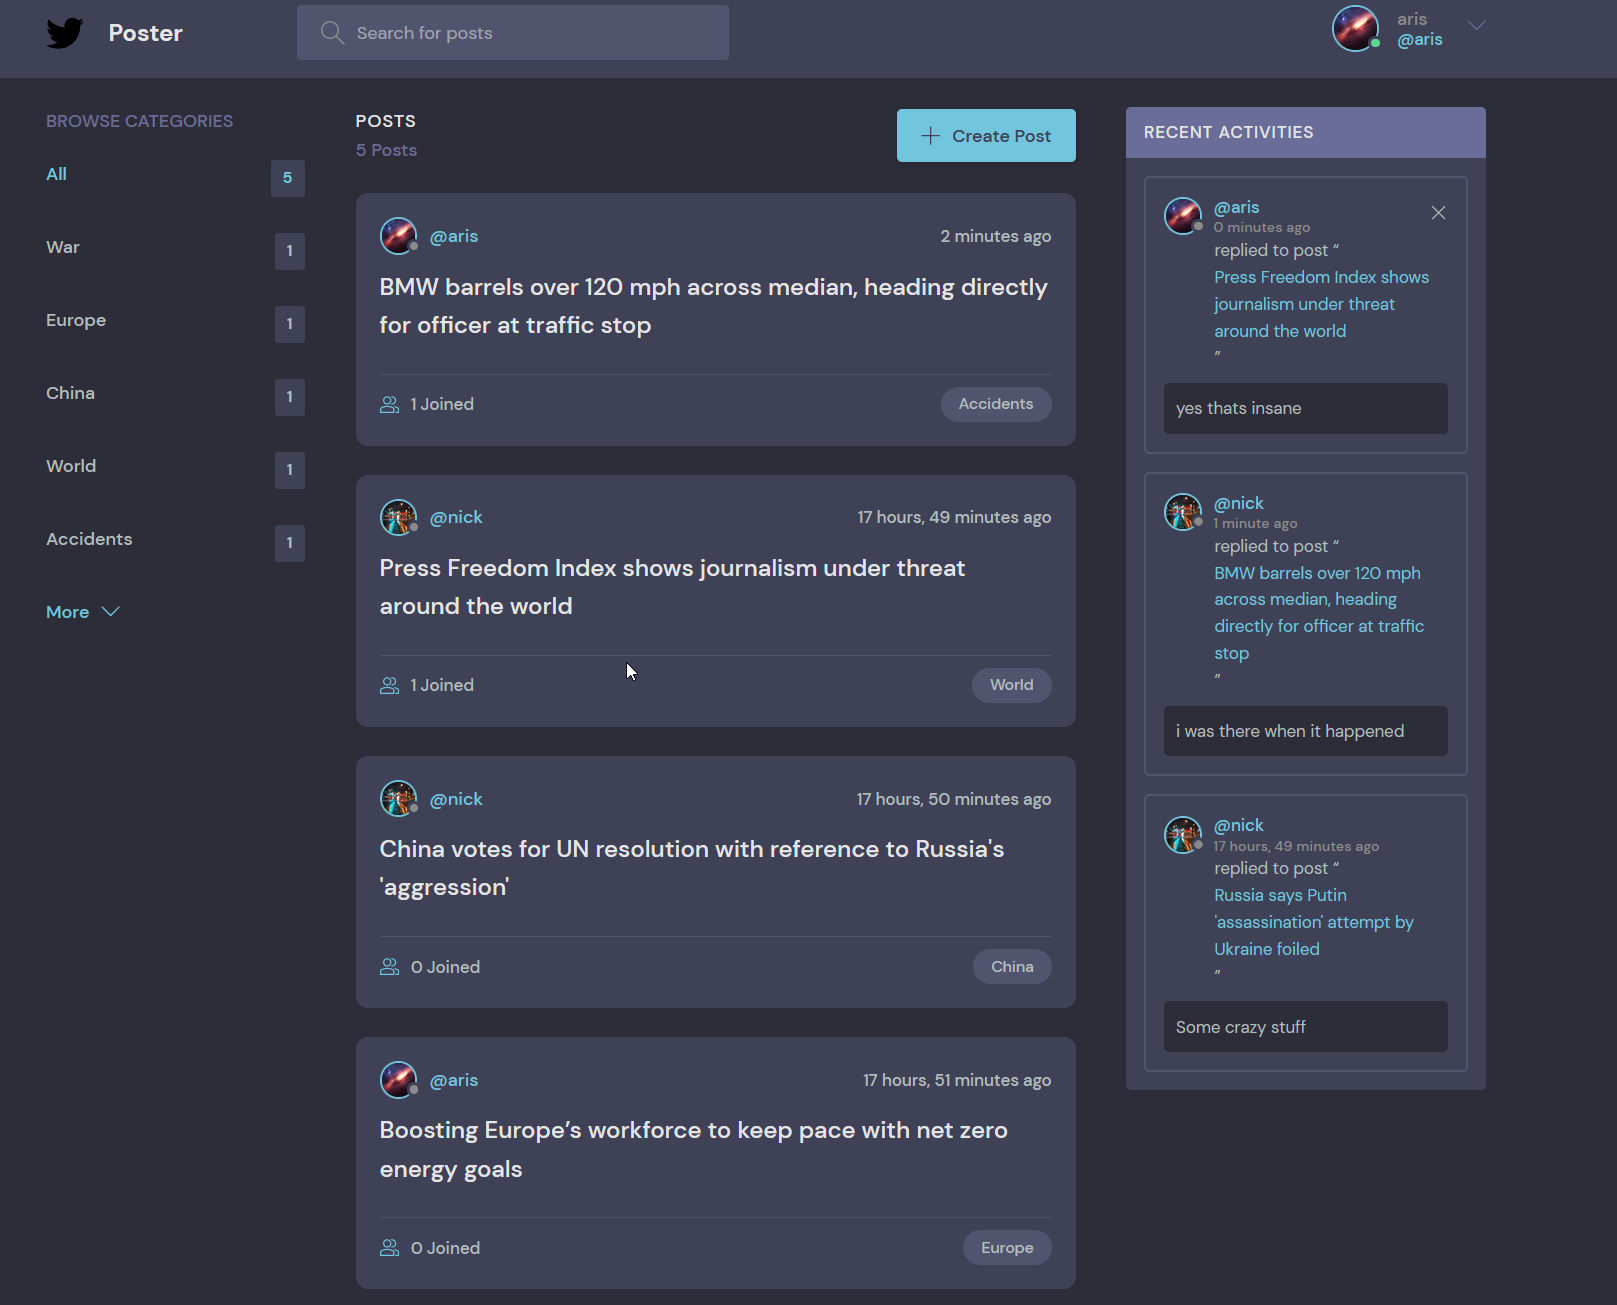 Poster
Search for posts
aris
@aris
BROWSE CATEGORIES
All
5
War
1
Europe
1
China
1
World
1
Accidents
1
More
POSTS
5 Posts
Create Post
@aris
2 minutes ago
BMW barrels over 120 mph across median, heading directly
for officer at traffic stop
1 Joined
Accidents
@nick
17 hours, 49 minutes ago
Press Freedom Index shows journalism under threat
around the world
1 Joined
World
@nick
17 hours, 50 minutes ago
China votes for UN resolution with reference to Russia's
'aggression'
0 Joined
China
@aris
17 hours, 51 minutes ago
Boosting Europe’s workforce to keep pace with net zero
energy goals
0 Joined
Europe
RECENT ACTIVITIES
@aris
0 minutes ago
replied to post “
Press Freedom Index shows
journalism under threat
around the world
”
yes thats insane
@nick
1 minute ago
replied to post “
BMW barrels over 120 mph
across median, heading
directly for officer at traffic
stop
”
i was there when it happened
@nick
17 hours, 49 minutes ago
replied to post “
Russia says Putin
'assassination' attempt by
Ukraine foiled
”
Some crazy stuff